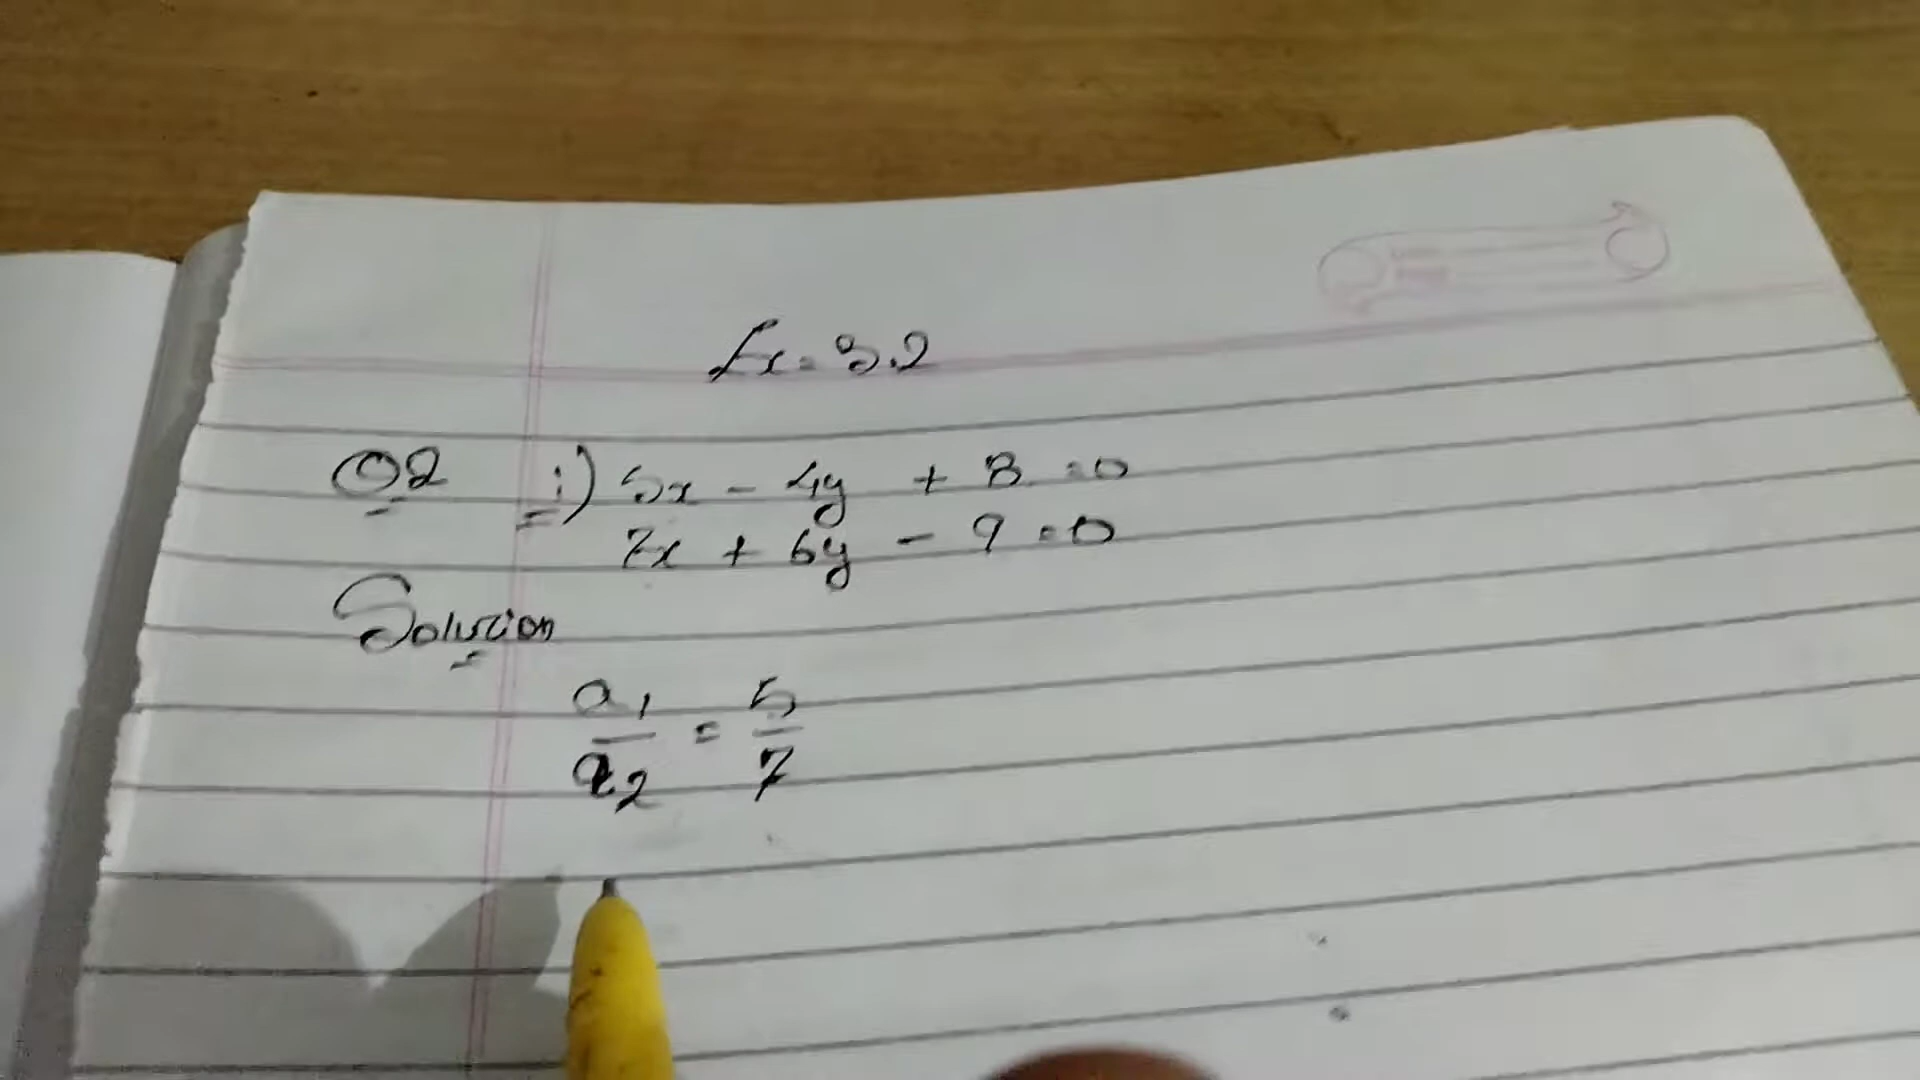 Ex = 3.2
Q2 i) 5x - 4y + 8 = 0
7x + 6y - 9 = 0
Solution
a1/a2 = 5/7